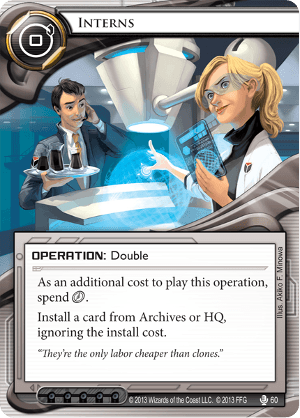 INTERNS
OPERATION: Double
As an additional cost to play this operation,
spend
.
Install a card from Archives or HQ,
ignoring the install cost.
"They're the only labor cheaper than clones."
Illus. Akiko F. Minowa
© 2013 Wizards of the Coast LLC. © 2013 FFG
60